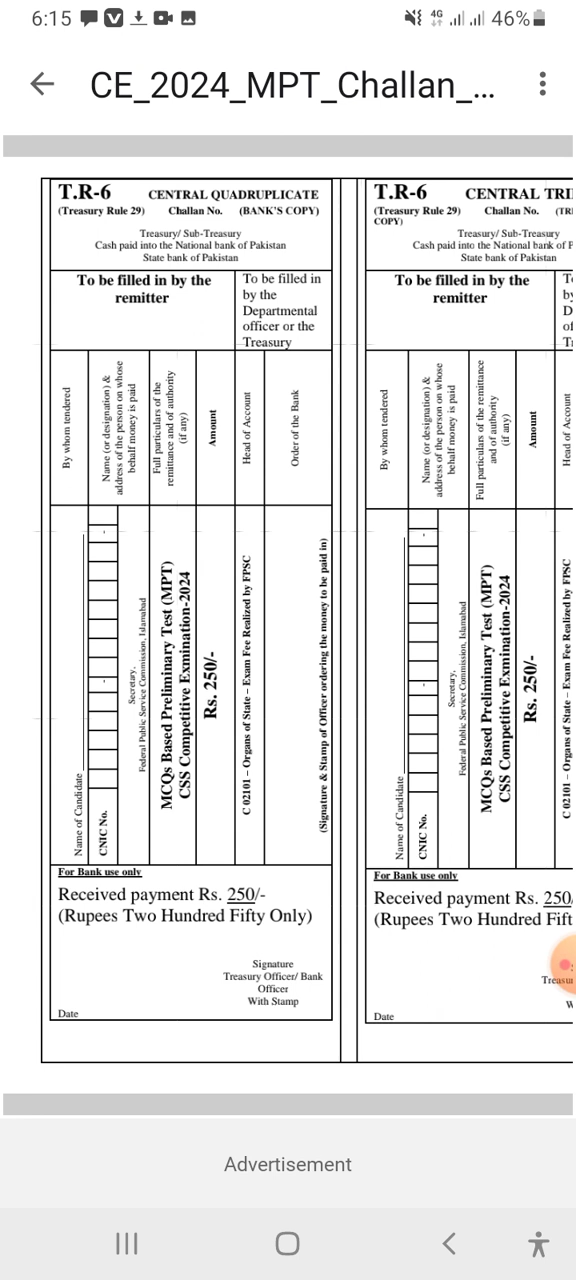 6:15
4G
46%
CE_2024_MPT_Challan_...
T.R-6 CENTRAL QUADRUPLICATE
(Treasury Rule 29) Challan No. (BANK'S COPY)
Treasury/ Sub-Treasury
Cash paid into the National bank of Pakistan
State bank of Pakistan
To be filled in by the
remitter
To be filled in
by the
Departmental
officer or the
Treasury
By whom tendered
Name (or designation) &
address of the person on whose
behalf money is paid
Full particulars of the
remittance and of authority
(if any)
Amount
Head of Account
Order of the Bank
Name of Candidate
CNIC No.
- -
Secretary,
Federal Public Service Commission, Islamabad
MCQs Based Preliminary Test (MPT)
CSS Competitive Exmination-2024
Rs. 250/-
C 02101 – Organs of State – Exam Fee Realized by FPSC
(Signature & Stamp of Officer ordering the money to be paid in)
For Bank use only
Received payment Rs. 250/-
(Rupees Two Hundred Fifty Only)
Signature
Treasury Officer/ Bank
Officer
With Stamp
Date
T.R-6 CENTRAL TRI
(Treasury Rule 29) Challan No. (TR
COPY)
Treasury/ Sub-Treasury
Cash paid into the National bank of P
State bank of Pakistan
To be filled in by the
remitter
T
by
D
of
Tr
By whom tendered
Name (or designation) &
address of the person on whose
behalf money is paid
Full particulars of the remittance
and of authority
(if any)
Amount
Head of Account
Name of Candidate
CNIC No.
- -
Secretary,
Federal Public Service Commission, Islamabad
MCQs Based Preliminary Test (MPT)
CSS Competitive Exmination-2024
Rs. 250/-
C 02101 – Organs of State – Exam Fee Realized by FPSC
For Bank use only
Received payment Rs. 250
(Rupees Two Hundred Fift
Treasu
W
Date
Advertisement